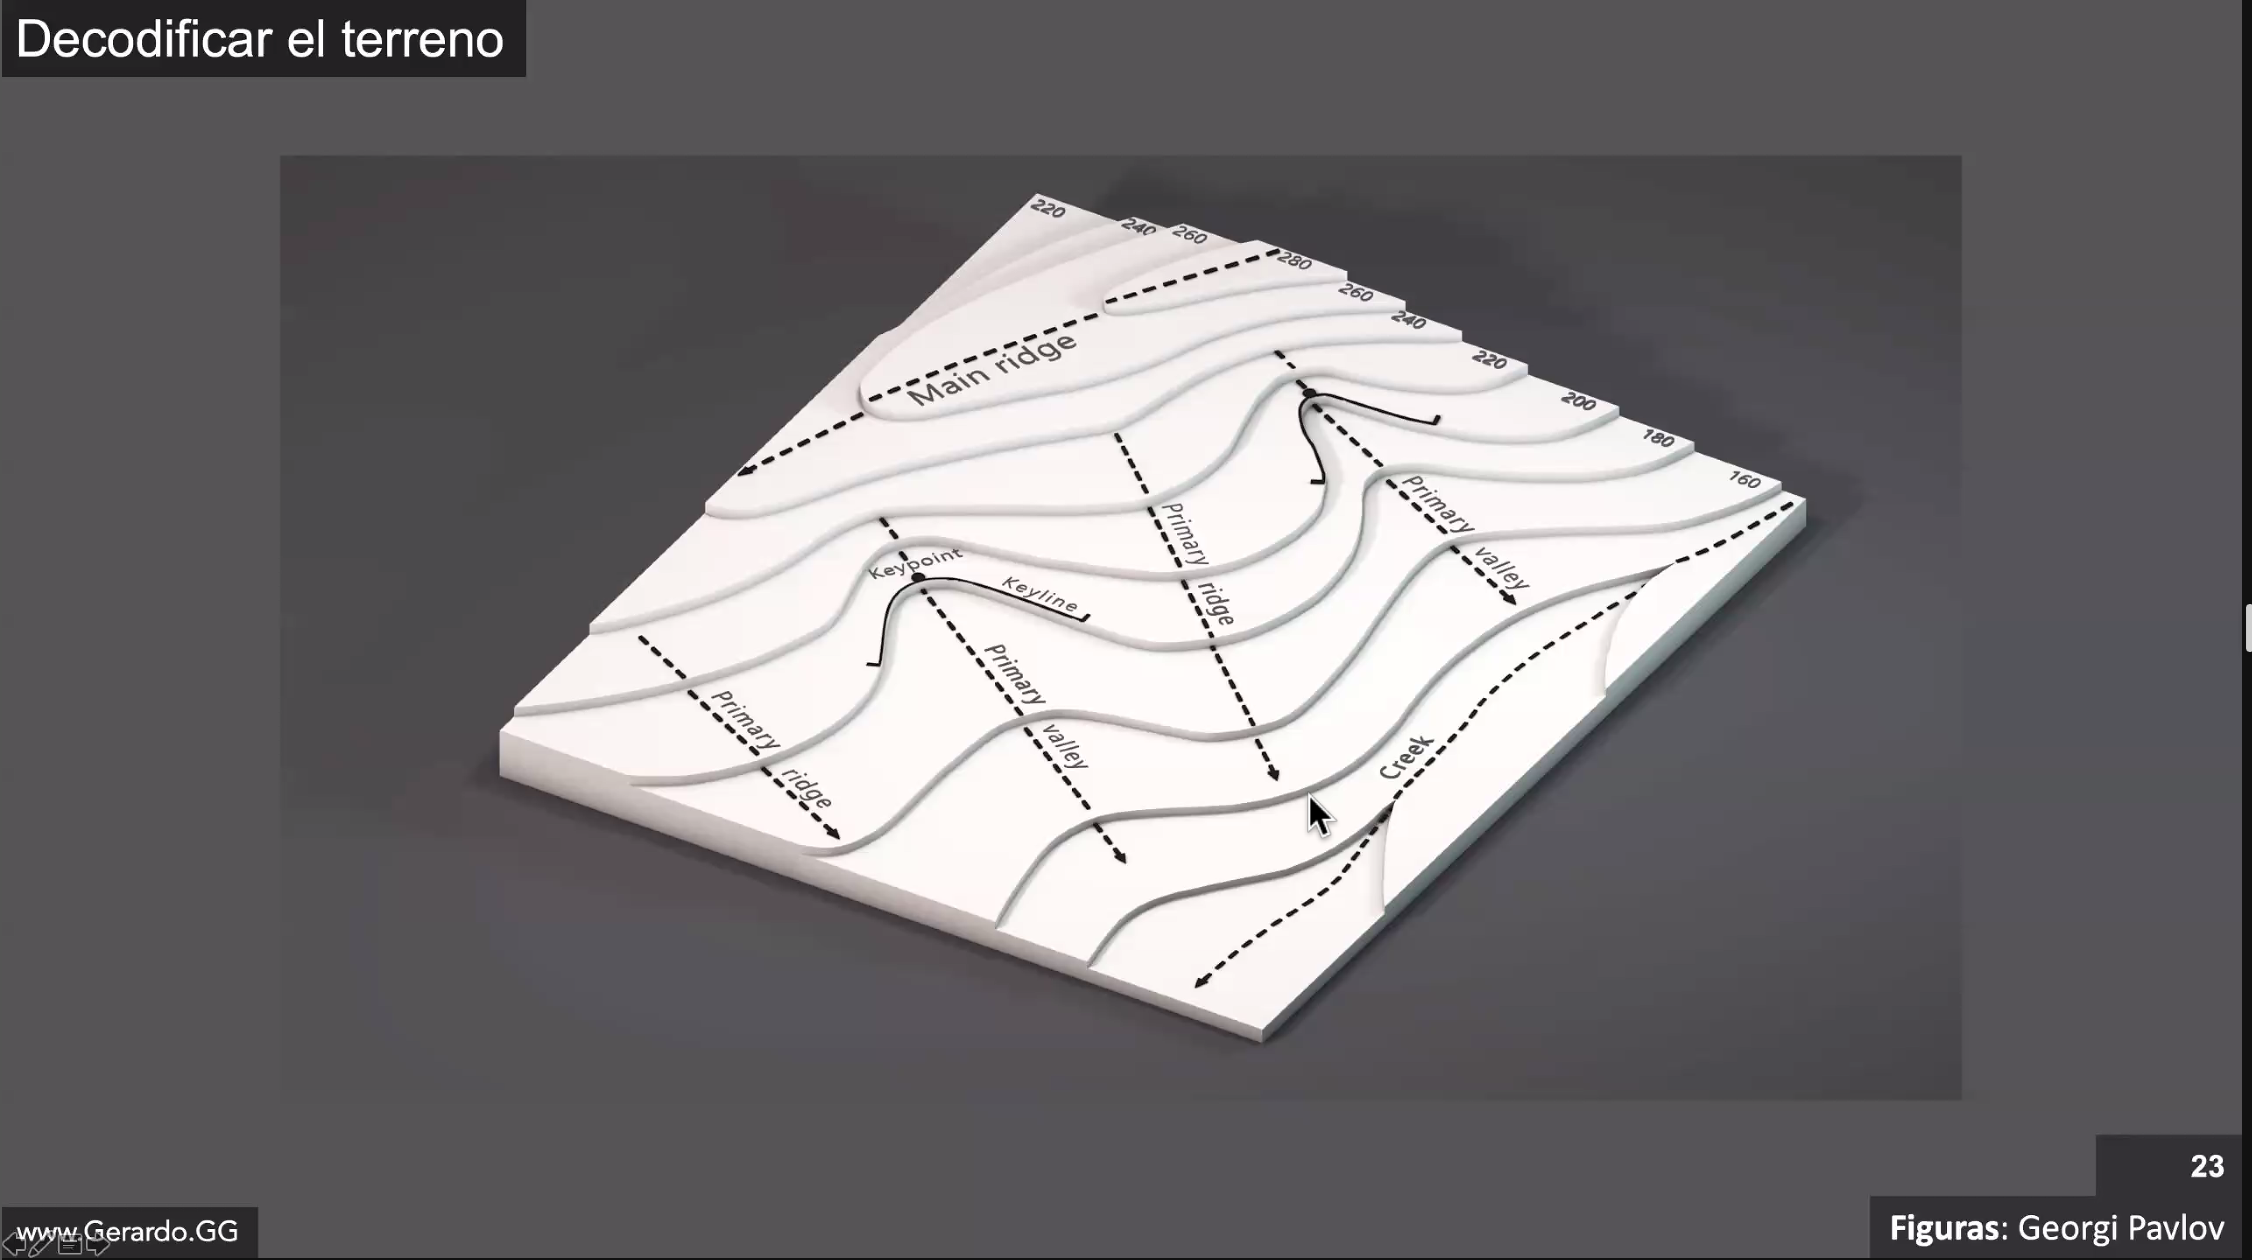 Decodificar el terreno
220
240
260
280
260
240
220
200
180
160
Main ridge
Primary ridge
Primary valley
Keypoint
Keyline
Primary valley
Primary ridge
Creek
23
www.Gerardo.GG
Figuras: Georgi Pavlov